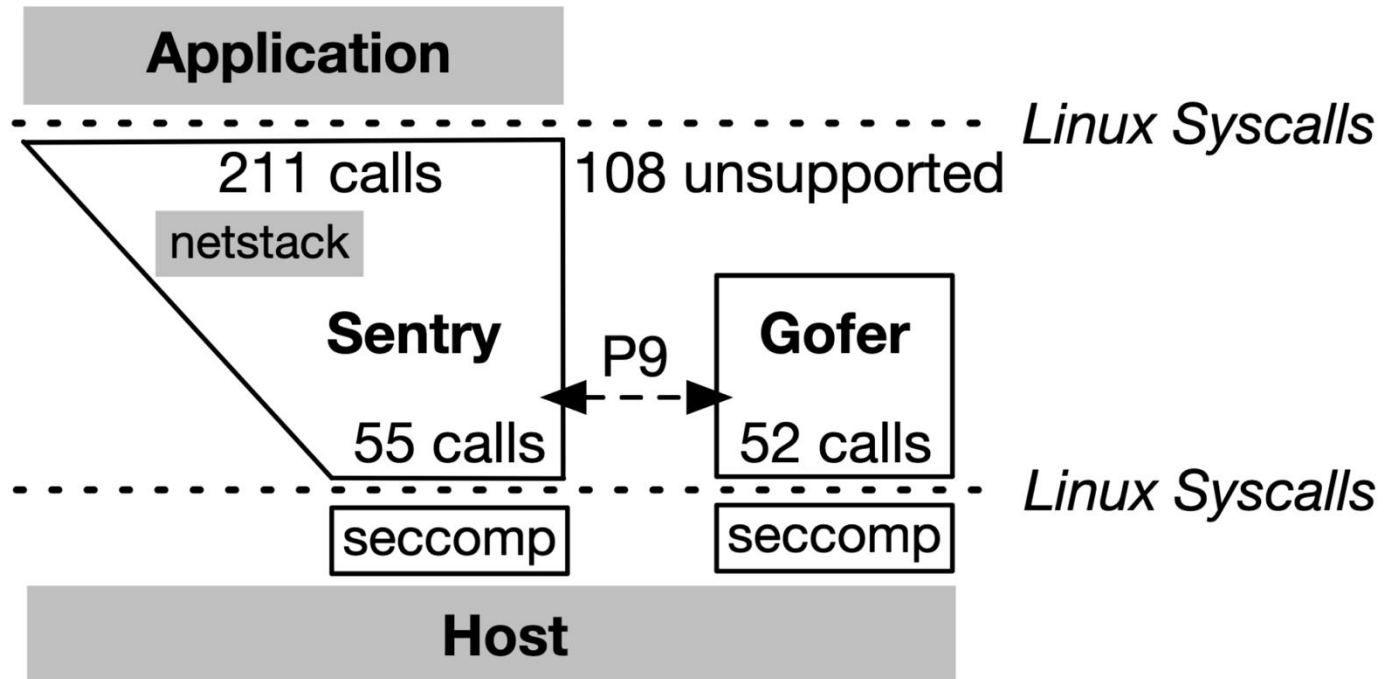 Application
Linux Syscalls
211 calls
108 unsupported
netstack
Sentry
P9
Gofer
55 calls
52 calls
Linux Syscalls
seccomp
seccomp
Host